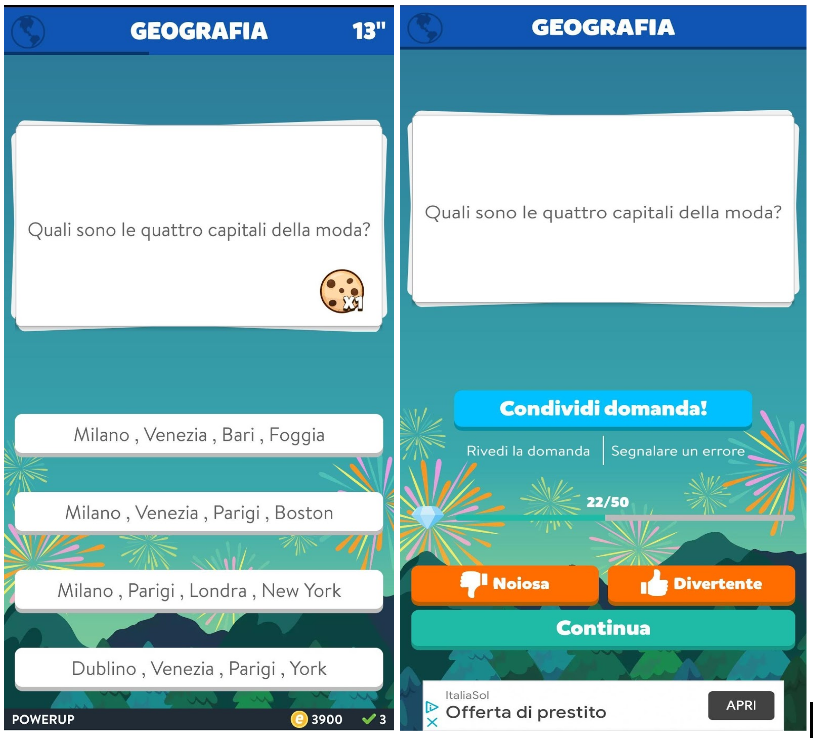 GEOGRAFIA
13"
Quali sono le quattro capitali della moda?
X1
Milano , Venezia , Bari , Foggia
Milano , Venezia , Parigi , Boston
Milano , Parigi , Londra , New York
Dublino , Venezia , Parigi , York
POWERUP
e 3900
3
GEOGRAFIA
Quali sono le quattro capitali della moda?
Condividi domanda!
Rivedi la domanda
Segnalare un errore
22/50
Noiosa
Divertente
Continua
ItaliaSol
Offerta di prestito
APRI